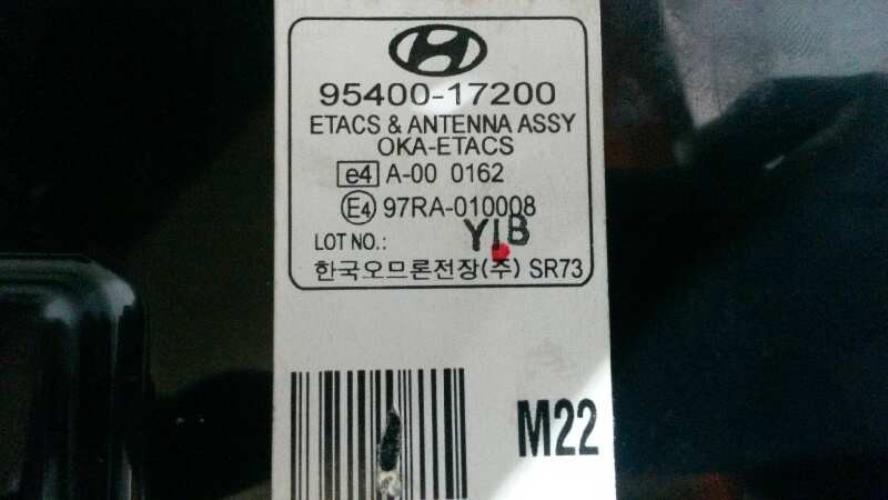 95400-17200
ETACS & ANTENNA ASSY
OKA-ETACS
e4 A-00 0162
E4 97RA-010008
LOT NO.: Y1B
한국오므론전장(주) SR73
M22